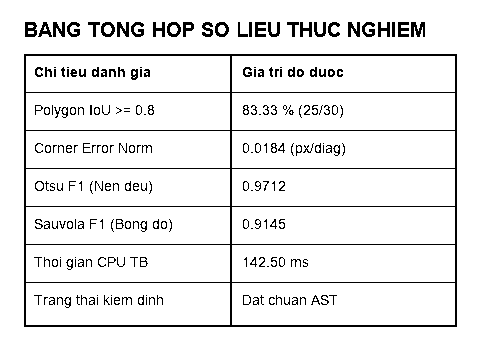 BANG TONG HOP SO LIEU THUC NGHIEM
Chi tieu danh gia Gia tri do duoc
Polygon IoU >= 0.8 83.33 % (25/30)
Corner Error Norm 0.0184 (px/diag)
Otsu F1 (Nen deu) 0.9712
Sauvola F1 (Bong do) 0.9145
Thoi gian CPU TB 142.50 ms
Trang thai kiem dinh Dat chuan AST